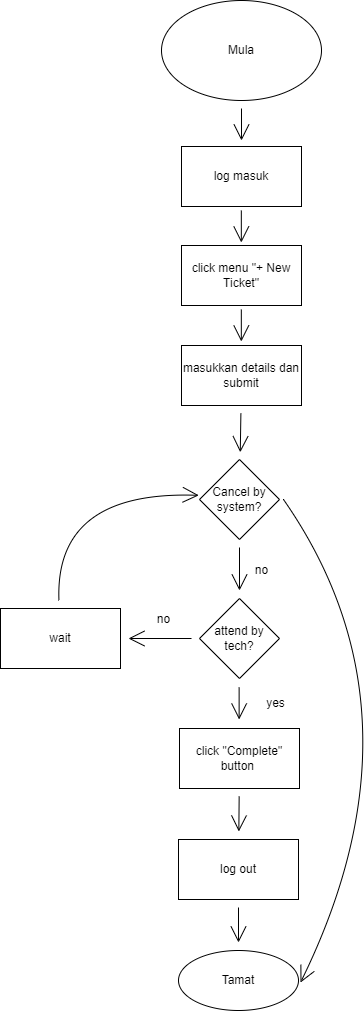 Mula
log masuk
click menu "+ New
Ticket"
masukkan details dan
submit
Cancel by
system?
no
attend by
tech?
no
wait
yes
click "Complete"
button
log out
Tamat